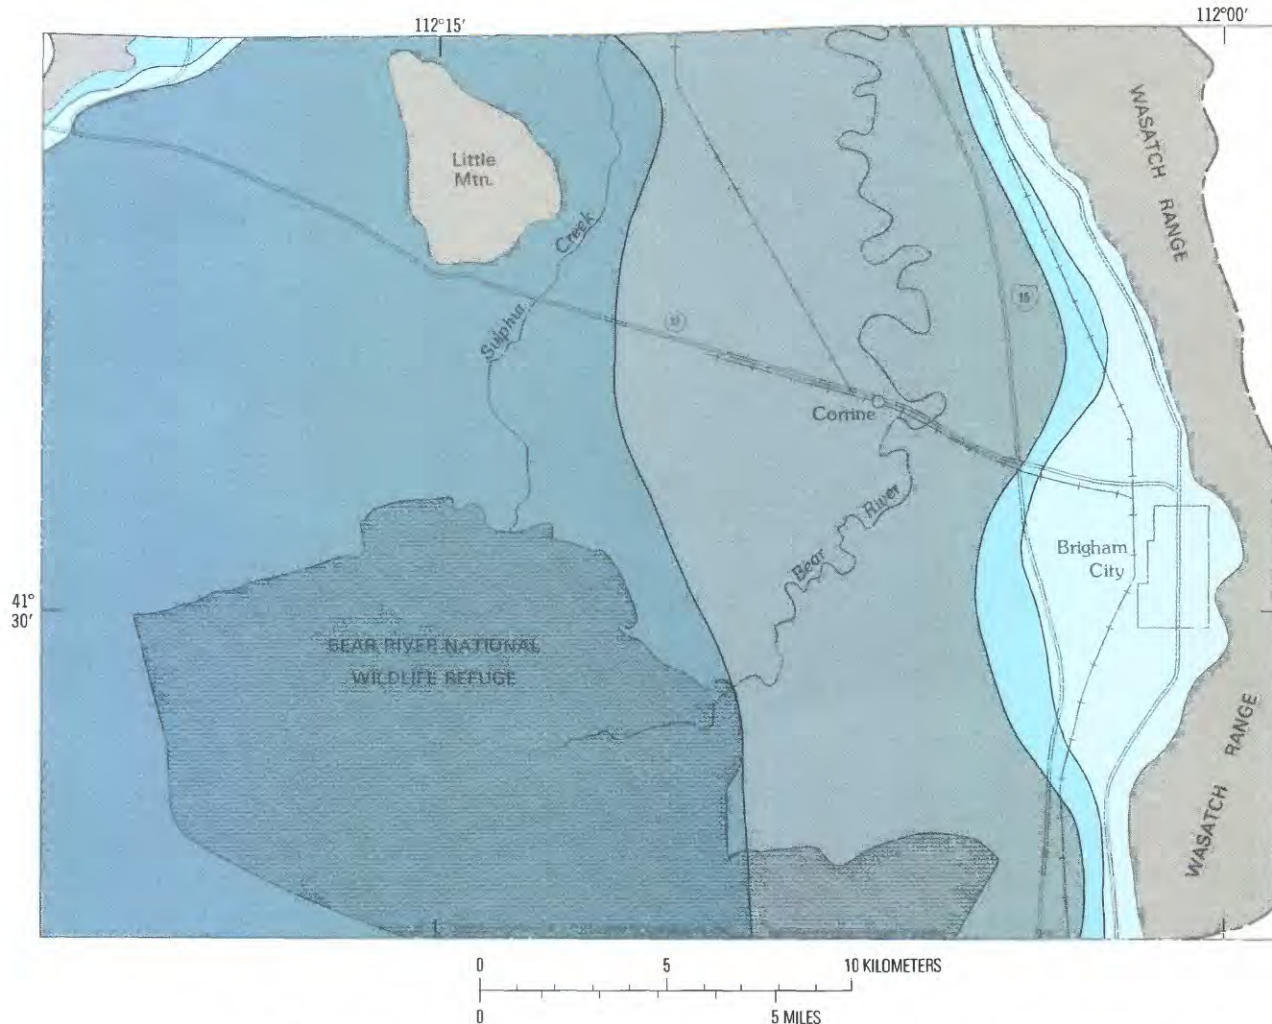 112°15′
112°00′
WASATCH RANGE
Little
Mtn.
Sulphur Creek
15
Corrine
Bear River
Brigham
City
41°
30′
BEAR RIVER NATIONAL
WILDLIFE REFUGE
WASATCH RANGE
0 5 10 KILOMETERS
0 5 MILES